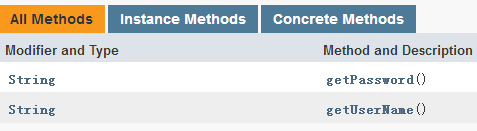 All Methods Instance Methods Concrete Methods
Modifier and Type Method and Description
String getPassword()
String getUserName()